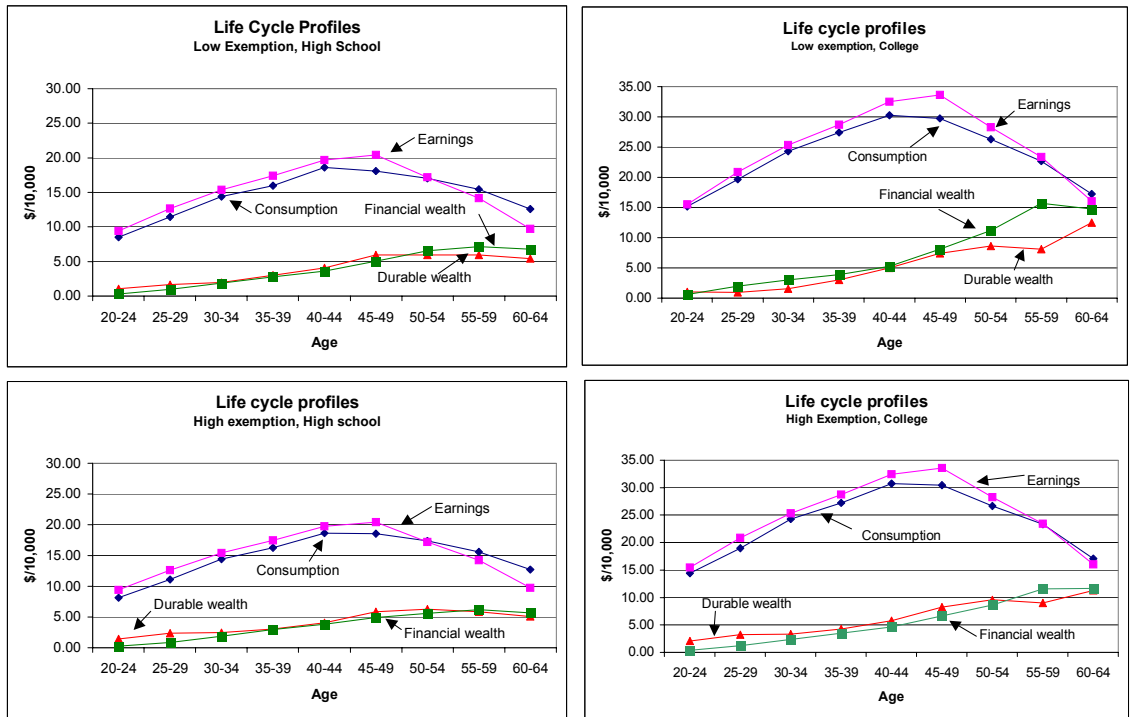 Life Cycle Profiles
Low Exemption, High School
$/10,000
30.00
25.00
20.00
15.00
10.00
5.00
0.00
Earnings
Consumption
Financial wealth
Durable wealth
20-24 25-29 30-34 35-39 40-44 45-49 50-54 55-59 60-64
Age
Life cycle profiles
Low exemption, College
$/10,000
35.00
30.00
25.00
20.00
15.00
10.00
5.00
0.00
Earnings
Consumption
Financial wealth
Durable wealth
20-24 25-29 30-34 35-39 40-44 45-49 50-54 55-59 60-64
Age
Life cycle profiles
High exemption, High school
$/10,000
30.00
25.00
20.00
15.00
10.00
5.00
0.00
Earnings
Consumption
Durable wealth
Financial wealth
20-24 25-29 30-34 35-39 40-44 45-49 50-54 55-59 60-64
Age
Life cycle profiles
High Exemption, College
$/10,000
35.00
30.00
25.00
20.00
15.00
10.00
5.00
0.00
Earnings
Consumption
Durable wealth
Financial wealth
20-24 25-29 30-34 35-39 40-44 45-49 50-54 55-59 60-64
Age